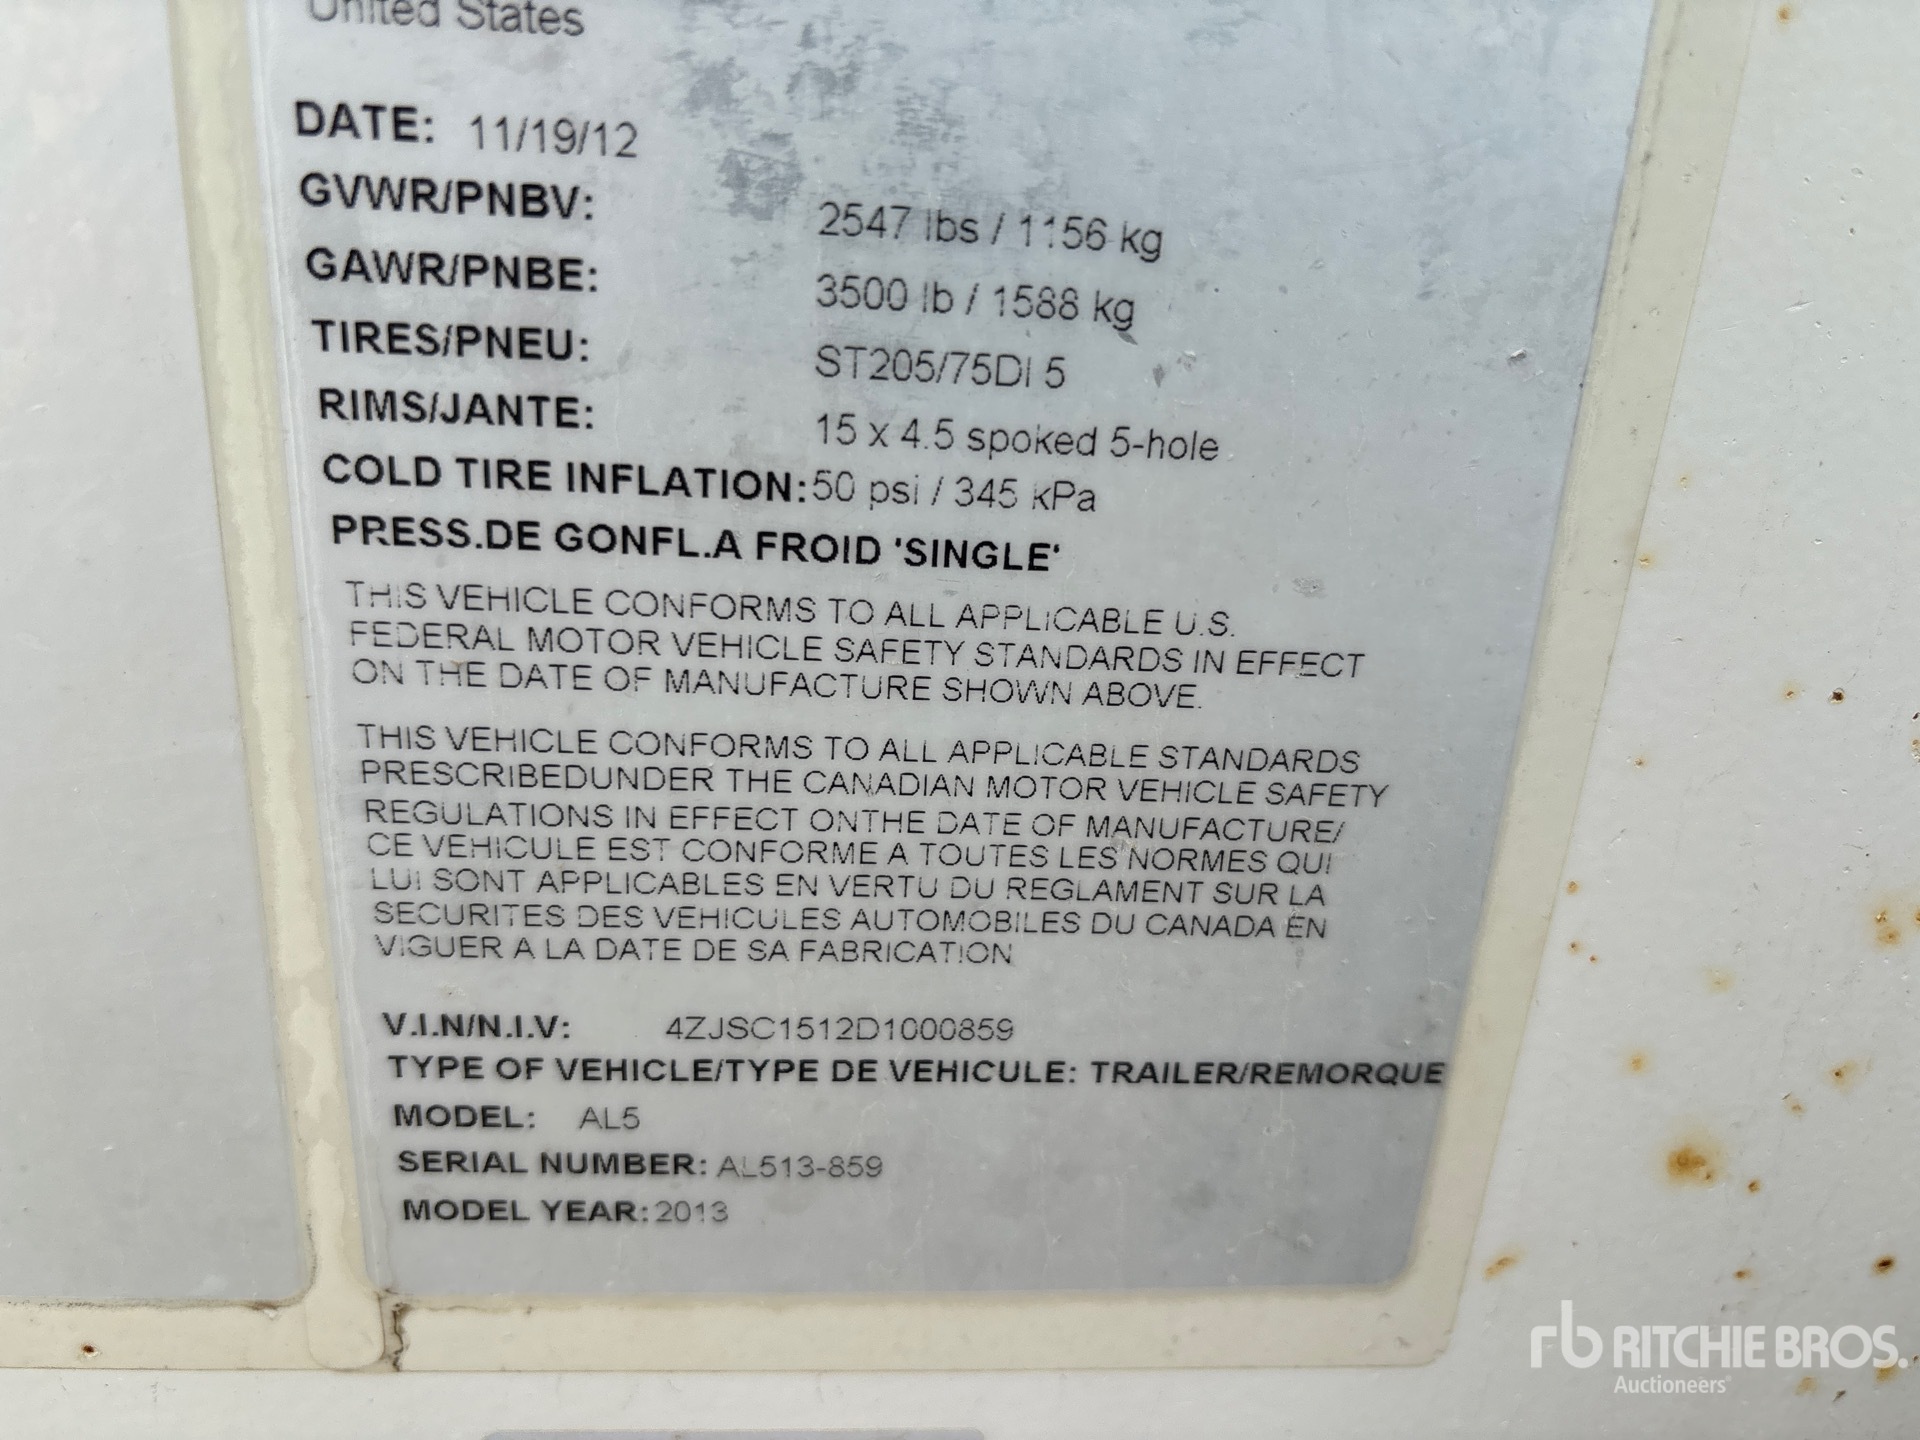 United States
DATE: 11/19/12
GVWR/PNBV: 2547 lbs / 1156 kg
GAWR/PNBE: 3500 lb / 1588 kg
TIRES/PNEU: ST205/75DI 5
RIMS/JANTE: 15 x 4.5 spoked 5-hole
COLD TIRE INFLATION: 50 psi / 345 kPa
PRESS.DE GONFL.A FROID 'SINGLE'
THIS VEHICLE CONFORMS TO ALL APPLICABLE U.S.
FEDERAL MOTOR VEHICLE SAFETY STANDARDS IN EFFECT
ON THE DATE OF MANUFACTURE SHOWN ABOVE.
THIS VEHICLE CONFORMS TO ALL APPLICABLE STANDARDS
PRESCRIBEDUNDER THE CANADIAN MOTOR VEHICLE SAFETY
REGULATIONS IN EFFECT ONTHE DATE OF MANUFACTURE/
CE VEHICULE EST CONFORME A TOUTES LES NORMES QUI
LUI SONT APPLICABLES EN VERTU DU REGLAMENT SUR LA
SECURITES DES VEHICULES AUTOMOBILES DU CANADA EN
VIGUER A LA DATE DE SA FABRICATION
V.I.N/N.I.V: 4ZJSC1512D1000859
TYPE OF VEHICLE/TYPE DE VEHICULE: TRAILER/REMORQUE
MODEL: AL5
SERIAL NUMBER: AL513-859
MODEL YEAR: 2013
rb RITCHIE BROS.
Auctioneers